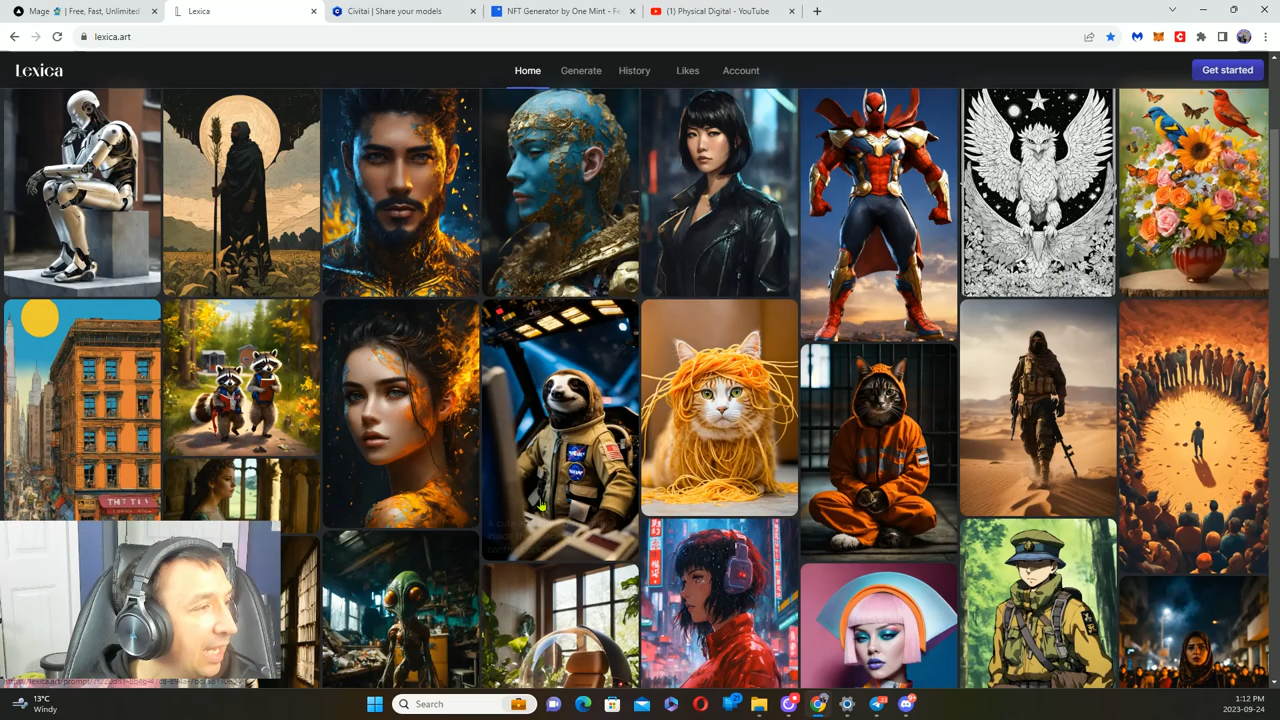 Mage | Free, Fast, Unlimited
Lexica
Civitai | Share your models
NFT Generator by One Mint - Fe
(1) Physical Digital - YouTube
lexica.art
Lexica
Home
Generate
History
Likes
Account
Get started
13°C
Windy
Search
1:12 PM
2023-09-24